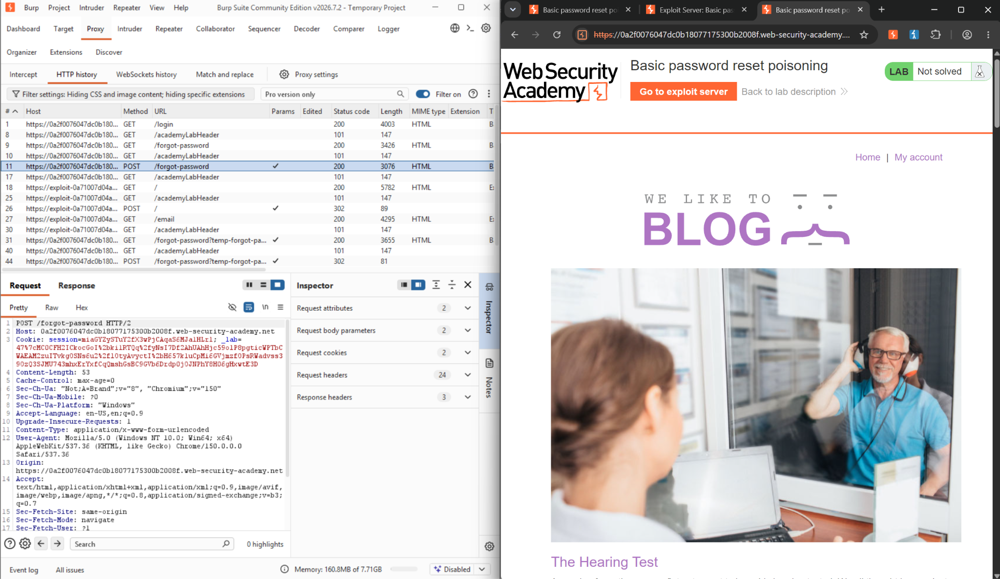 Burp Project Intruder Repeater View Help Burp Suite Community Edition v2026.7.2 - Temporary Project
Dashboard Target Proxy Intruder Repeater Collaborator Sequencer Decoder Comparer Logger
Organizer Extensions Discover
Intercept HTTP history WebSockets history Match and replace Proxy settings
Filter settings: Hiding CSS and image content; hiding specific extensions Pro version only Filter on
# Host Method URL Params Edited Status code Length MIME type Extension T
1 https://0a2f0076047dc0b180... GET /login 200 4003 HTML B
8 https://0a2f0076047dc0b180... GET /academyLabHeader 101 147
9 https://0a2f0076047dc0b180... GET /forgot-password 200 3426 HTML B
10 https://0a2f0076047dc0b180... GET /academyLabHeader 101 147
11 https://0a2f0076047dc0b180... POST /forgot-password ✓ 200 3076 HTML B
17 https://0a2f0076047dc0b180... GET /academyLabHeader 101 147
18 https://exploit-0a71007d04a... GET / 200 5782 HTML E
25 https://exploit-0a71007d04a... GET /academyLabHeader 101 147
26 https://exploit-0a71007d04a... POST / ✓ 302 89
27 https://exploit-0a71007d04a... GET /email 200 4295 HTML E
30 https://exploit-0a71007d04a... GET /academyLabHeader 101 147
31 https://0a2f0076047dc0b180... GET /forgot-password?temp-forgot-pa... ✓ 200 3655 HTML B
40 https://0a2f0076047dc0b180... GET /academyLabHeader 101 147
44 https://0a2f0076047dc0b180... POST /forgot-password?temp-forgot-pa... ✓ 302 81
Request Response
Pretty Raw Hex \n
1 POST /forgot-password HTTP/2
2 Host: 0a2f0076047dc0b18077175300b2008f.web-security-academy.net
3 Cookie: session=miaGYZySTuY2fX3wPjCAqaS6MJalHLrl; _lab=
4 Content-Length: 53
5 Cache-Control: max-age=0
6 Sec-Ch-Ua: "Not;A=Brand";v="8", "Chromium";v="150"
7 Sec-Ch-Ua-Mobile: ?0
8 Sec-Ch-Ua-Platform: "Windows"
9 Accept-Language: en-US,en;q=0.9
10 Upgrade-Insecure-Requests: 1
11 Content-Type: application/x-www-form-urlencoded
12 User-Agent: Mozilla/5.0 (Windows NT 10.0; Win64; x64)
AppleWebKit/537.36 (KHTML, like Gecko) Chrome/150.0.0.0
Safari/537.36
13 Origin:
https://0a2f0076047dc0b18077175300b2008f.web-security-academy.net
14 Accept:
text/html,application/xhtml+xml,application/xml;q=0.9,image/avif,
image/webp,image/apng,*/*;q=0.8,application/signed-exchange;v=b3;
q=0.7
15 Sec-Fetch-Site: same-origin
16 Sec-Fetch-Mode: navigate
17 Sec-Fetch-User: ?1
Search 0 highlights
Inspector
Request attributes 2
Request body parameters 2
Request cookies 2
Request headers 24
Response headers 3
Inspector
Notes
Event log All issues Memory: 160.8MB of 7.71GB Disabled
Basic password reset po Exploit Server: Basic pas Basic password reset po
https://0a2f0076047dc0b18077175300b2008f.web-security-academy....
Web Security
Academy
Basic password reset poisoning
Go to exploit server Back to lab description
LAB Not solved
Home | My account
WE LIKE TO
BLOG
The Hearing Test